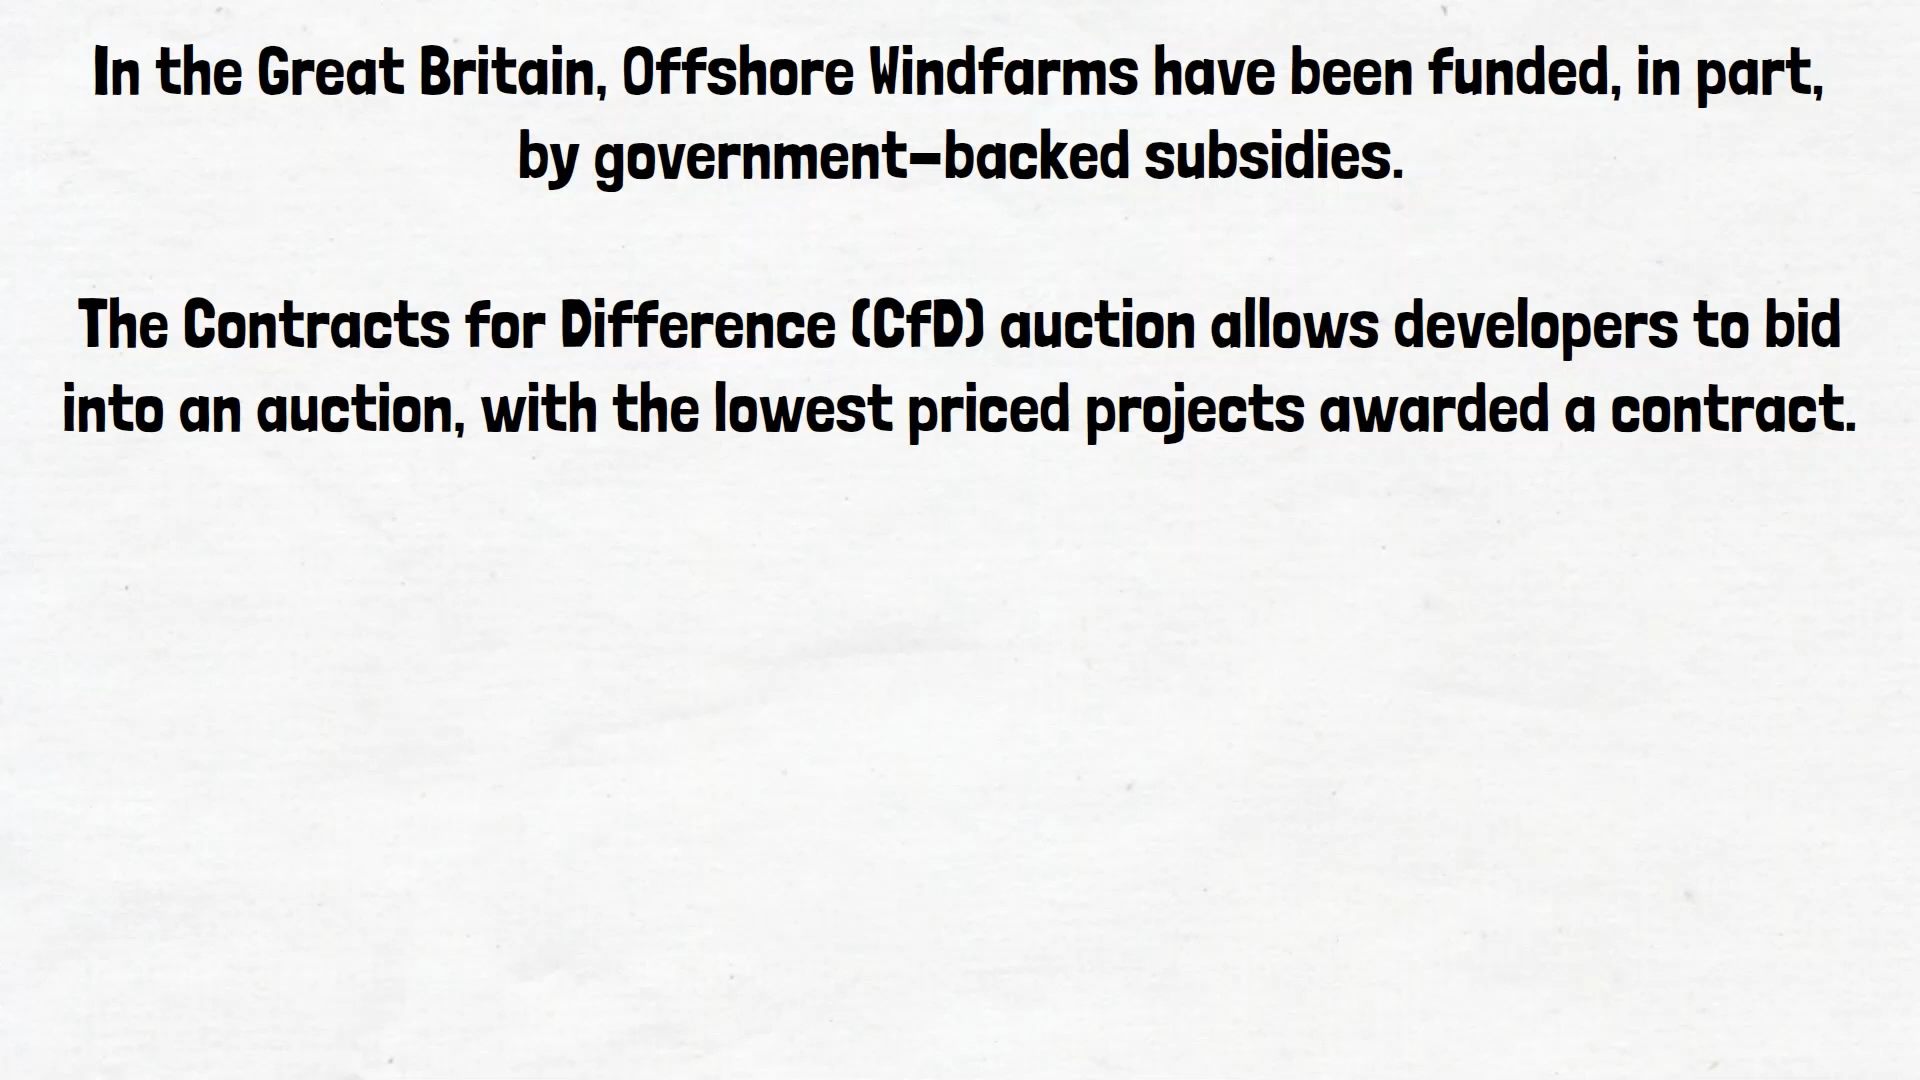 In the Great Britain, Offshore Windfarms have been funded, in part,
by government-backed subsidies.
The Contracts for Difference (CfD) auction allows developers to bid
into an auction, with the lowest priced projects awarded a contract.